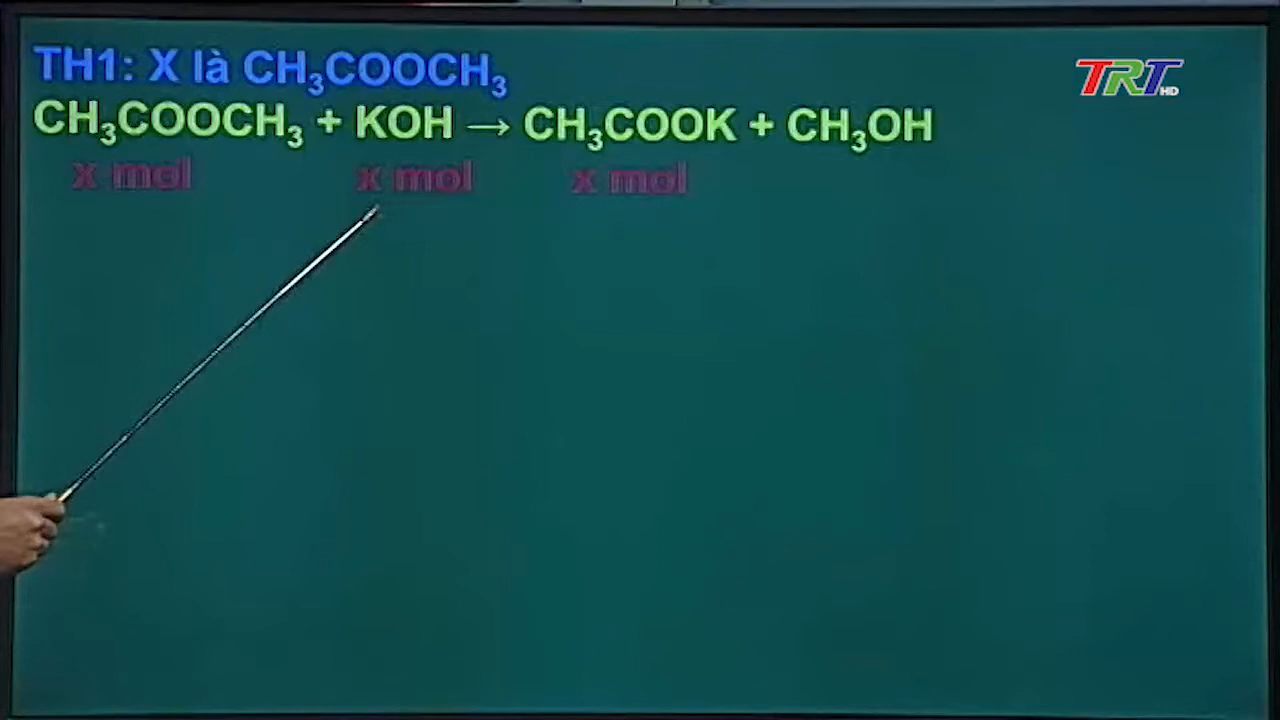 TH1: X là CH₃COOCH₃
TRT HD
CH₃COOCH₃ + KOH → CH₃COOK + CH₃OH
x mol x mol x mol